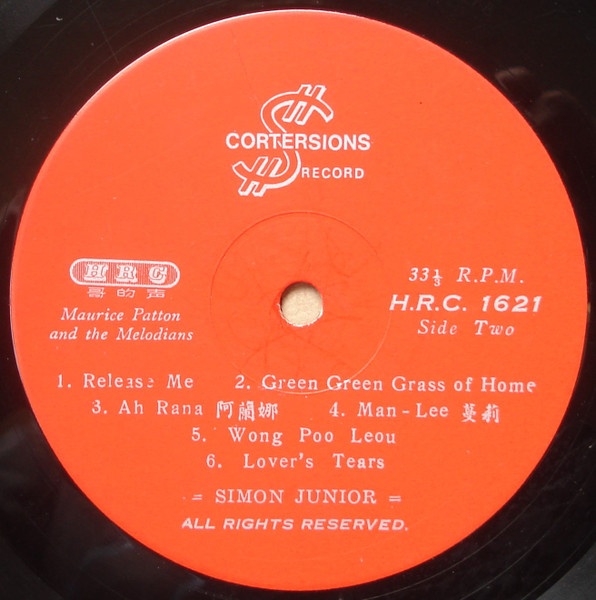 CORTERSIONS
RECORD
HRC
哥的声
Maurice Patton
and the Melodians
33⅓ R.P.M.
H.R.C. 1621
Side Two
1. Release Me 2. Green Green Grass of Home
3. Ah Rana 阿蘭娜 4. Man-Lee 蔓莉
5. Wong Poo Leou
6. Lover's Tears
= SIMON JUNIOR =
ALL RIGHTS RESERVED.